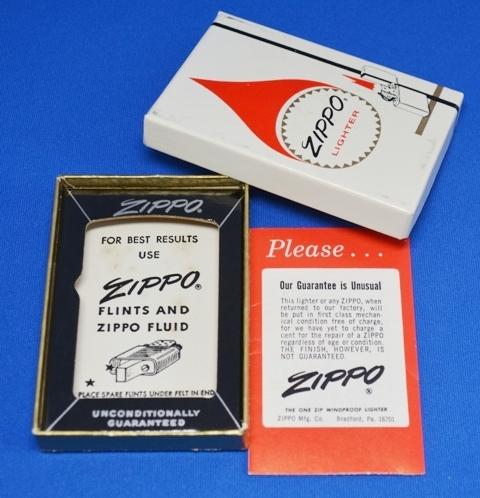 ZIPPO®
LIGHTER
ZIPPO®
FOR BEST RESULTS
USE
ZIPPO®
FLINTS AND
ZIPPO FLUID
PLACE SPARE FLINTS UNDER FELT IN END
UNCONDITIONALLY
GUARANTEED
Please...
Our Guarantee is Unusual
This lighter or any ZIPPO, when
returned to our factory, will
be put in first class mechan-
ical condition free of charge,
for we have yet to charge a
cent for the repair of a ZIPPO
regardless of age or condition.
THE FINISH, HOWEVER, IS
NOT GUARANTEED.
ZIPPO®
THE ONE ZIP WINDPROOF LIGHTER
ZIPPO Mfg. Co. Bradford, Pa. 16701